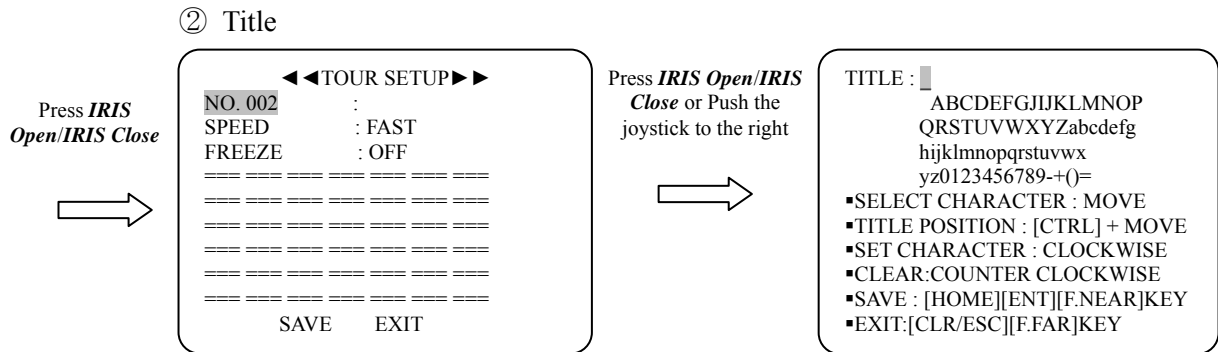 ② Title
Press IRIS
Open/IRIS Close
◄◄TOUR SETUP►►
NO. 002 :
SPEED : FAST
FREEZE : OFF
=== === === === === === ===
=== === === === === === ===
=== === === === === === ===
=== === === === === === ===
=== === === === === === ===
=== === === === === === ===
SAVE EXIT
Press IRIS Open/IRIS
Close or Push the
joystick to the right
TITLE : _
ABCDEFGJIJKLMNOP
QRSTUVWXYZabcdefg
hijklmnopqrstuvwx
yz0123456789-+()=
▪SELECT CHARACTER : MOVE
▪TITLE POSITION : [CTRL] + MOVE
▪SET CHARACTER : CLOCKWISE
▪CLEAR:COUNTER CLOCKWISE
▪SAVE : [HOME][ENT][F.NEAR]KEY
▪EXIT:[CLR/ESC][F.FAR]KEY